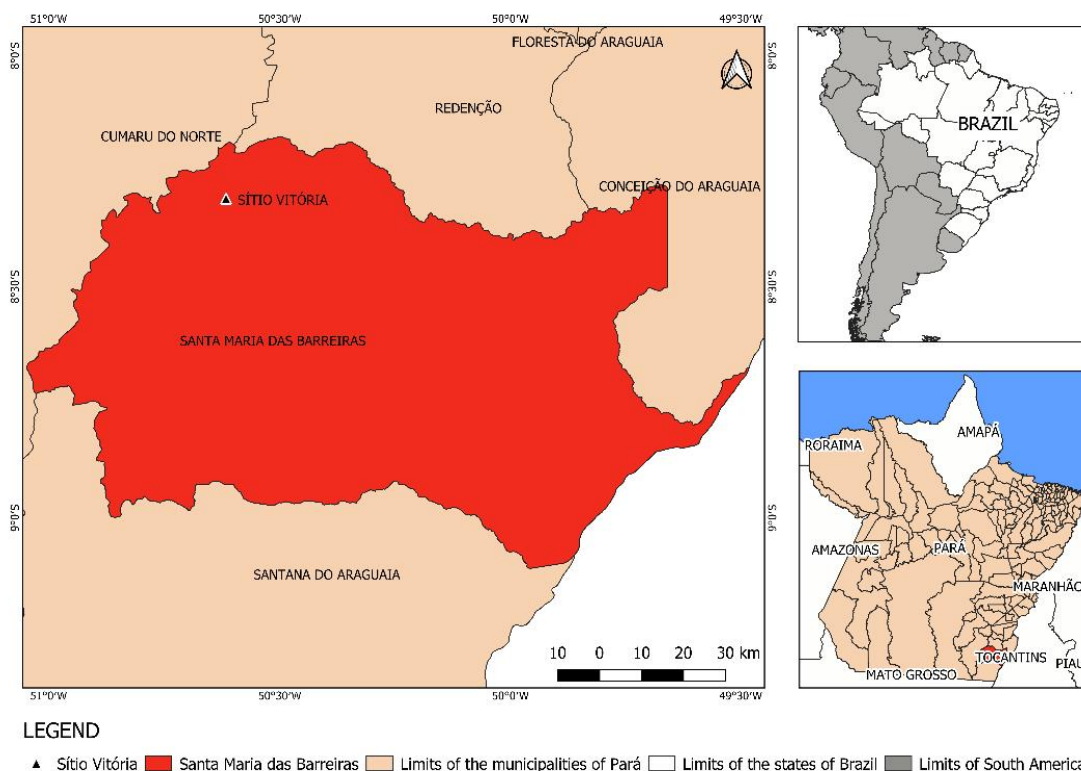 51°0'W 50°30'W 50°0'W 49°30'W
8°0'S
8°0'S
FLORESTA DO ARAGUAIA
REDENÇÃO
CUMARU DO NORTE
CONCEIÇÃO DO ARAGUAIA
SÍTIO VITÓRIA
8°30'S
8°30'S
SANTA MARIA DAS BARREIRAS
9°0'S
9°0'S
SANTANA DO ARAGUAIA
10 0 10 20 30 km
51°0'W 50°30'W 50°0'W 49°30'W
BRAZIL
AMAPÁ
RORAIMA
AMAZONAS
PARÁ
MARANHÃO
TOCANTINS
PIAU
MATO GROSSO
LEGEND
Sítio Vitória Santa Maria das Barreiras Limits of the municipalities of Pará Limits of the states of Brazil Limits of South America